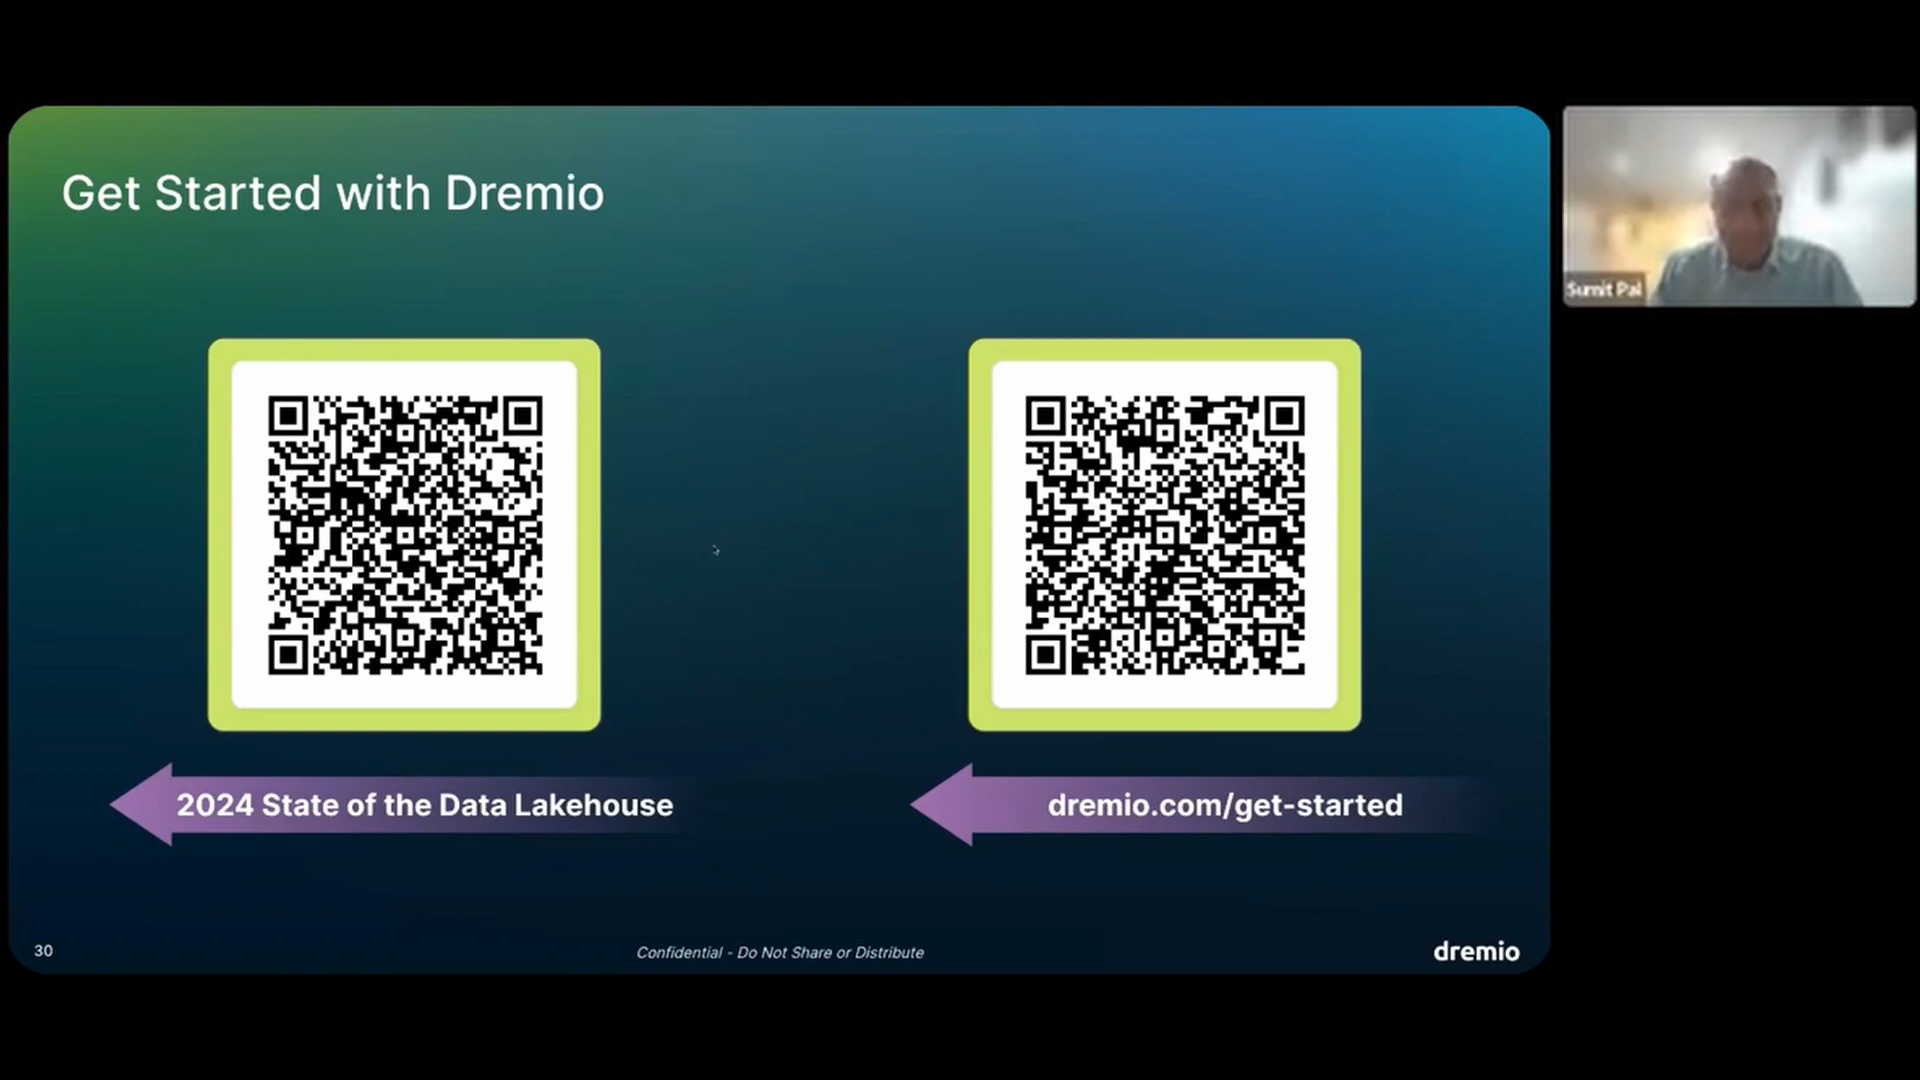 Get Started with Dremio
Sumit Pal
2024 State of the Data Lakehouse
dremio.com/get-started
30
Confidential - Do Not Share or Distribute
dremio